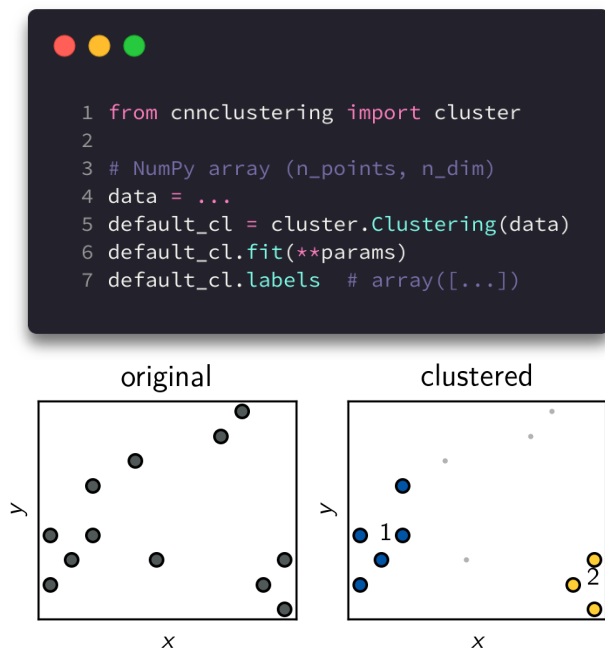 1 from cnnclustering import cluster
2
3 # NumPy array (n_points, n_dim)
4 data = ...
5 default_cl = cluster.Clustering(data)
6 default_cl.fit(**params)
7 default_cl.labels  # array([...])
original
clustered
y
y
1
2
x
x